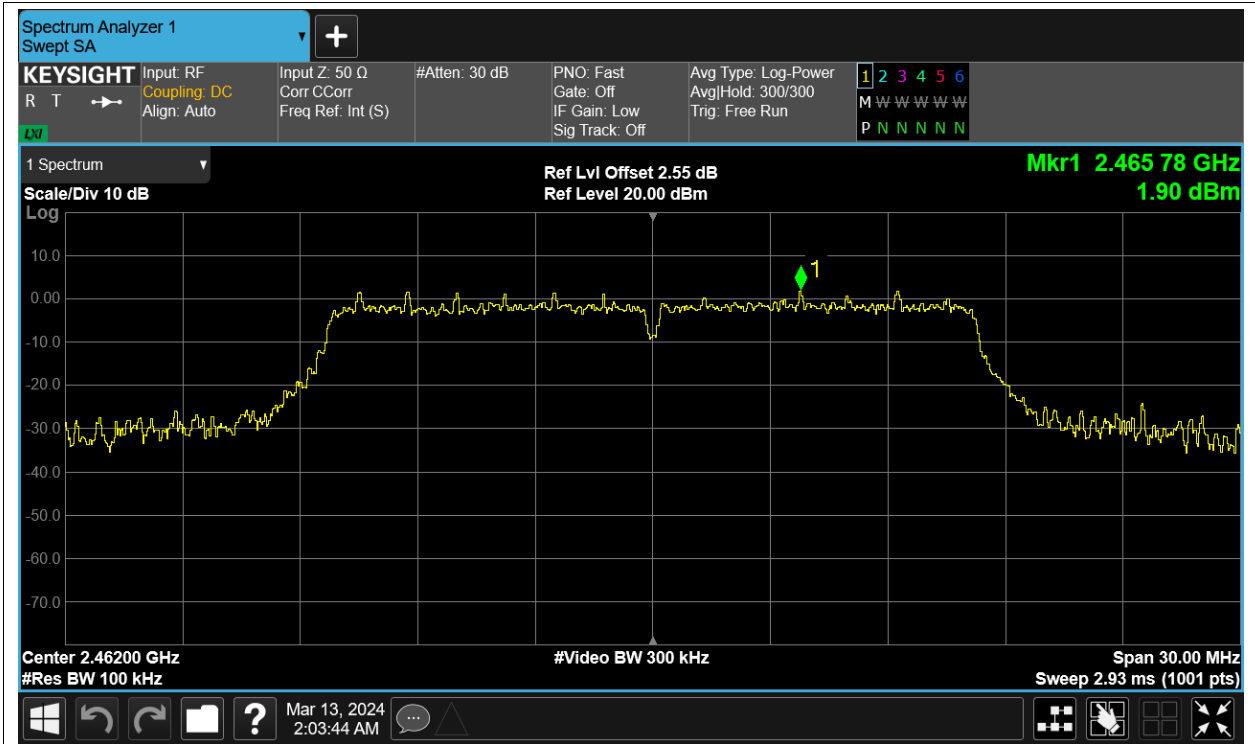 Spectrum Analyzer 1
Swept SA
KEYSIGHT
R T
LXI
Input: RF
Coupling: DC
Align: Auto
Input Z: 50 Ω
Corr CCorr
Freq Ref: Int (S)
#Atten: 30 dB
PNO: Fast
Gate: Off
IF Gain: Low
Sig Track: Off
Avg Type: Log-Power
Avg|Hold: 300/300
Trig: Free Run
1 2 3 4 5 6
M W W W W W
P N N N N N
1 Spectrum
Scale/Div 10 dB
Log
Ref Lvl Offset 2.55 dB
Ref Level 20.00 dBm
Mkr1 2.465 78 GHz
1.90 dBm
1
10.0
0.00
-10.0
-20.0
-30.0
-40.0
-50.0
-60.0
-70.0
Center 2.46200 GHz
#Res BW 100 kHz
#Video BW 300 kHz
Span 30.00 MHz
Sweep 2.93 ms (1001 pts)
?
Mar 13, 2024
2:03:44 AM